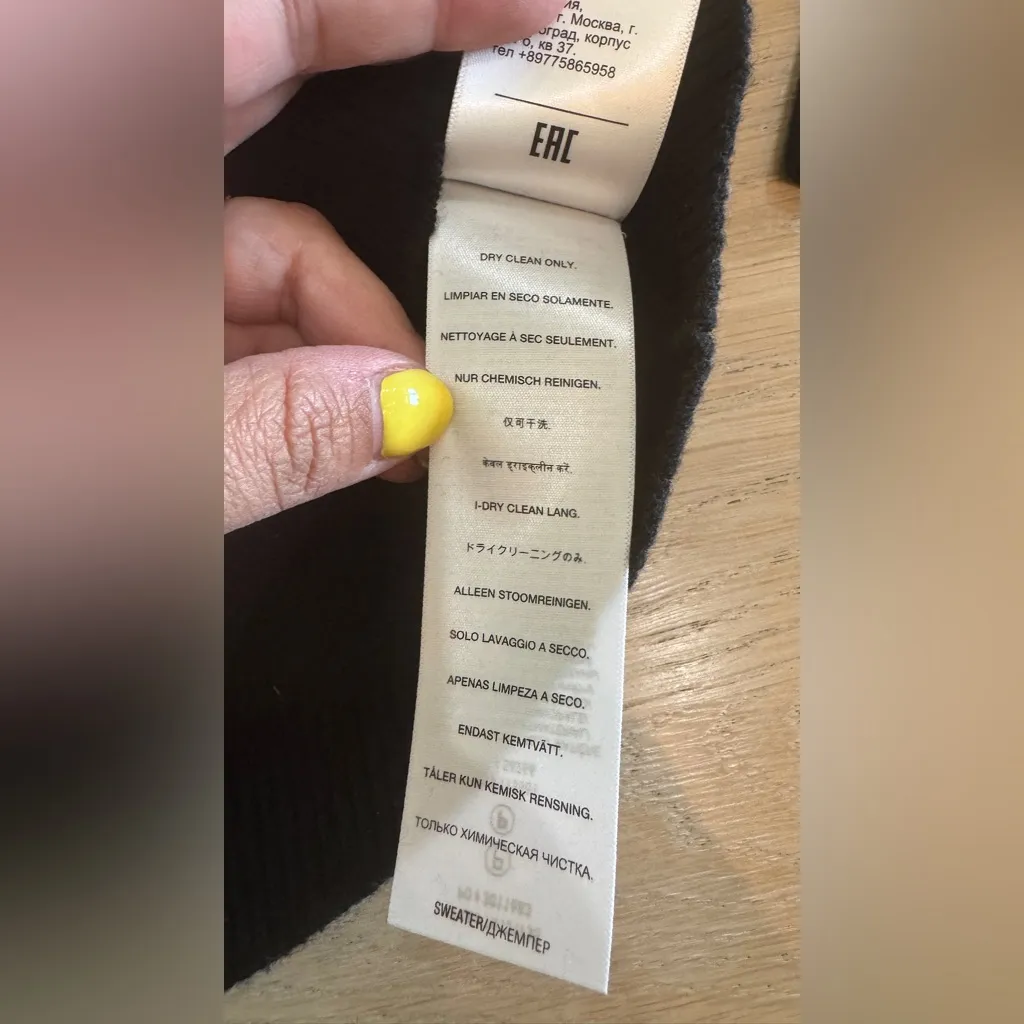 г. Москва, г.
корпус
кв 37.
тел +89775865958
EAC
DRY CLEAN ONLY.
LIMPIAR EN SECO SOLAMENTE.
NETTOYAGE À SEC SEULEMENT.
NUR CHEMISCH REINIGEN.
仅可干洗.
केवल ड्राइक्लीन करें.
I-DRY CLEAN LANG.
ドライクリーニングのみ.
ALLEEN STOOMREINIGEN.
SOLO LAVAGGIO A SECCO.
APENAS LIMPEZA A SECO.
ENDAST KEMTVÄTT.
TÅLER KUN KEMISK RENSNING.
ТОЛЬКО ХИМИЧЕСКАЯ ЧИСТКА.
SWEATER/ДЖЕМПЕР